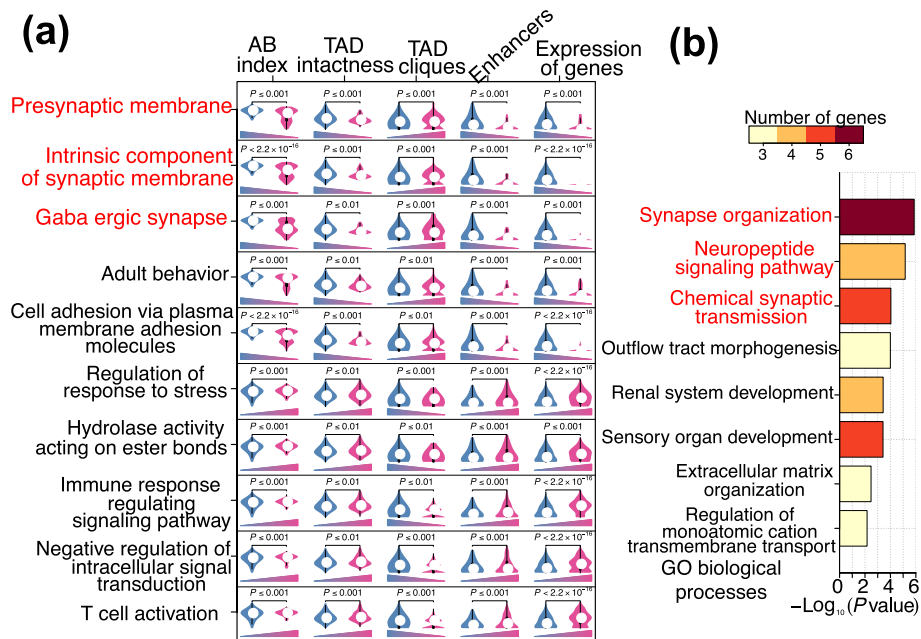 (a)
AB
index
TAD
intactness
TAD
cliques
Enhancers
Expression
of genes
Presynaptic membrane
P ≤ 0.001 P ≤ 0.001 P ≤ 0.001 P ≤ 0.001 P ≤ 0.001
Intrinsic component
of synaptic membrane
P < 2.2 × 10⁻¹⁶ P ≤ 0.001 P ≤ 0.001 P ≤ 0.001 P < 2.2 × 10⁻¹⁶
Gaba ergic synapse
P ≤ 0.001 P ≤ 0.01 P ≤ 0.001 P ≤ 0.001 P ≤ 0.001
Adult behavior
P ≤ 0.001 P ≤ 0.01 P ≤ 0.01 P ≤ 0.001 P ≤ 0.001
Cell adhesion via plasma
membrane adhesion
molecules
P < 2.2 × 10⁻¹⁶ P ≤ 0.001 P ≤ 0.01 P ≤ 0.001 P < 2.2 × 10⁻¹⁶
Regulation of
response to stress
P ≤ 0.001 P ≤ 0.01 P ≤ 0.001 P ≤ 0.001 P < 2.2 × 10⁻¹⁶
Hydrolase activity
acting on ester bonds
P ≤ 0.001 P ≤ 0.01 P ≤ 0.01 P ≤ 0.001 P ≤ 0.001
Immune response
regulating
signaling pathway
P ≤ 0.001 P ≤ 0.01 P ≤ 0.01 P ≤ 0.001 P < 2.2 × 10⁻¹⁶
Negative regulation of
intracellular signal
transduction
P ≤ 0.001 P ≤ 0.01 P ≤ 0.001 P ≤ 0.001 P < 2.2 × 10⁻¹⁶
T cell activation
P ≤ 0.001 P ≤ 0.01 P ≤ 0.001 P ≤ 0.001 P < 2.2 × 10⁻¹⁶
(b)
Number of genes
3 4 5 6
Synapse organization
Neuropeptide
signaling pathway
Chemical synaptic
transmission
Outflow tract morphogenesis
Renal system development
Sensory organ development
Extracellular matrix
organization
Regulation of
monoatomic cation
transmembrane transport
GO biological
processes
0 2 4 6
−Log₁₀(P value)